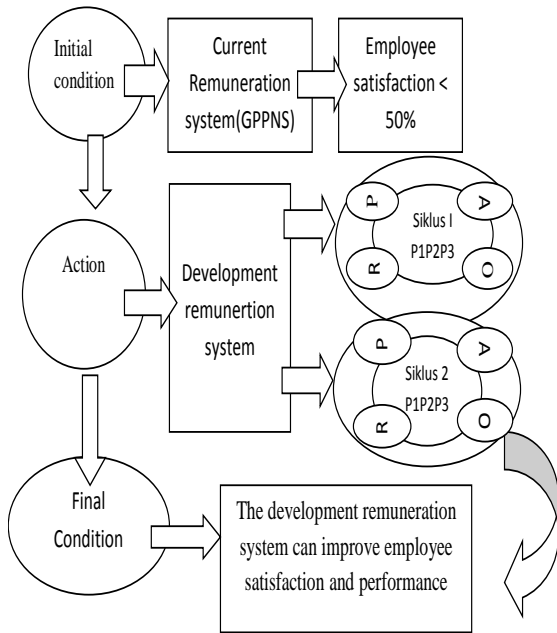 Initial
condition
Current
Remuneration
system(GPPNS)
Employee
satisfaction <
50%
Action
Development
remunertion
system
P
A
Siklus I
P1P2P3
R
O
P
A
Siklus 2
P1P2P3
R
O
Final
Condition
The development remuneration
system can improve employee
satisfaction and performance